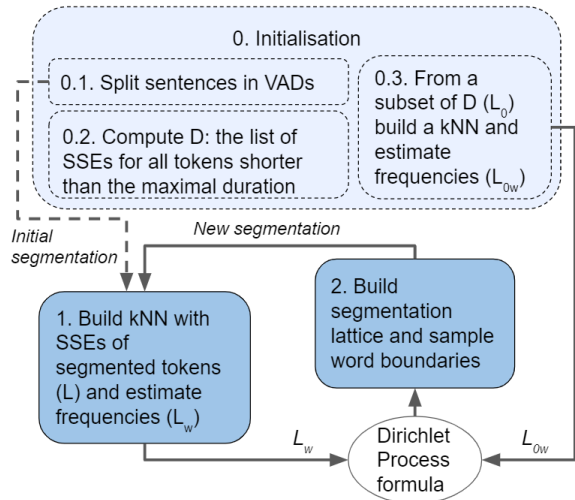 0. Initialisation
0.1. Split sentences in VADs
0.2. Compute D: the list of
SSEs for all tokens shorter
than the maximal duration
0.3. From a
subset of D (L0)
build a kNN and
estimate
frequencies (L0w)
Initial
segmentation
New segmentation
1. Build kNN with
SSEs of
segmented tokens
(L) and estimate
frequencies (Lw)
2. Build
segmentation
lattice and sample
word boundaries
Lw
Dirichlet
Process
formula
L0w